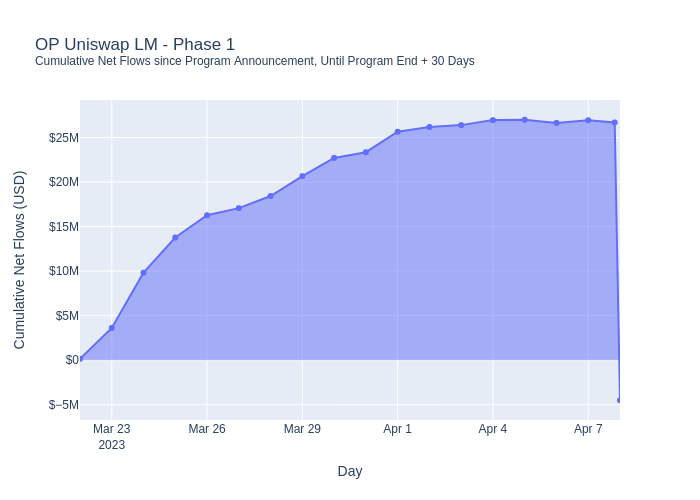 OP Uniswap LM - Phase 1
Cumulative Net Flows since Program Announcement, Until Program End + 30 Days
Cumulative Net Flows (USD)
$25M
$20M
$15M
$10M
$5M
$0
$−5M
Mar 23
2023
Mar 26
Mar 29
Apr 1
Apr 4
Apr 7
Day